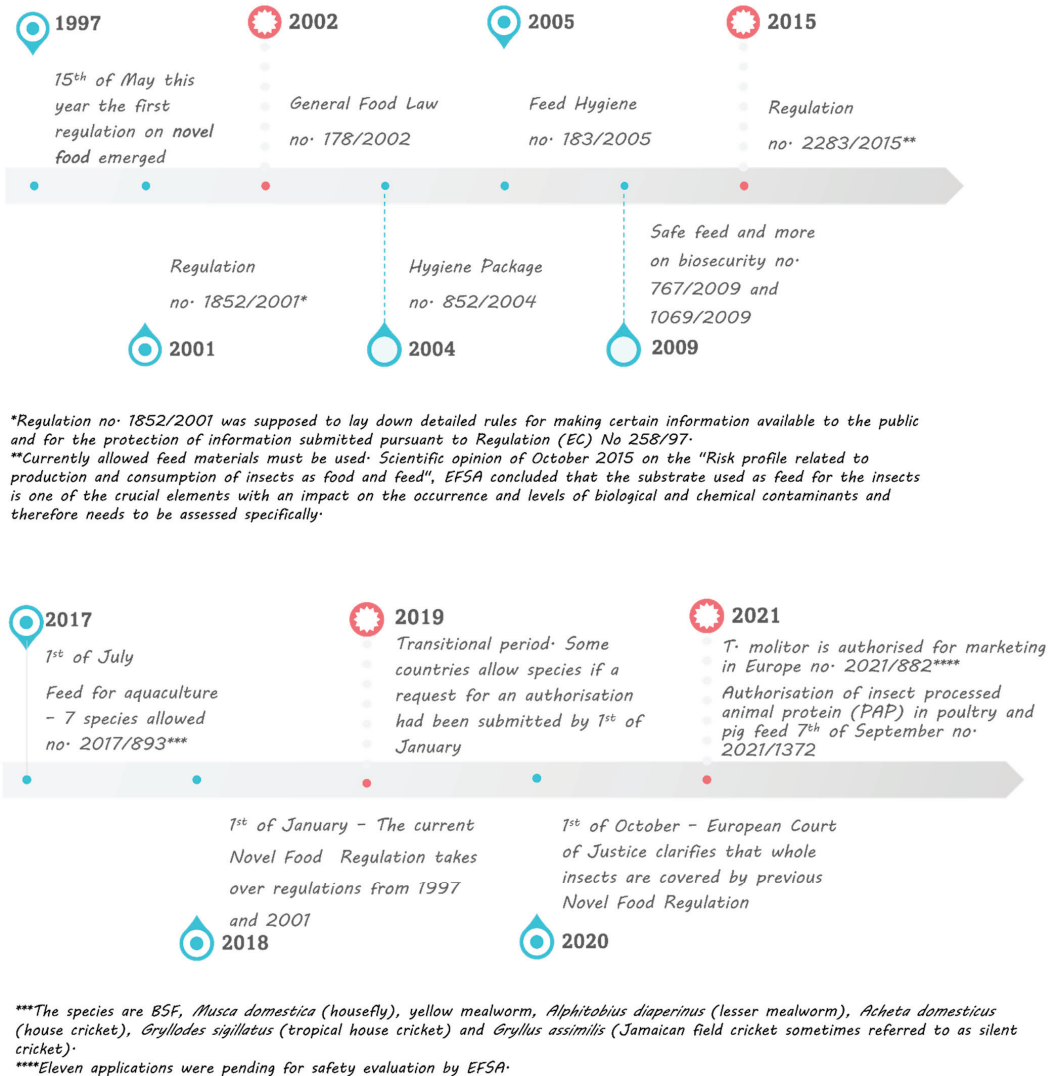 1997
15th of May this
year the first
regulation on novel
food emerged
2002
General Food Law
no. 178/2002
2005
Feed Hygiene
no. 183/2005
2015
Regulation
no. 2283/2015**
Regulation
no. 1852/2001*
2001
Hygiene Package
no. 852/2004
2004
Safe feed and more
on biosecurity no.
767/2009 and
1069/2009
2009
*Regulation no. 1852/2001 was supposed to lay down detailed rules for making certain information available to the public
and for the protection of information submitted pursuant to Regulation (EC) No 258/97.
**Currently allowed feed materials must be used. Scientific opinion of October 2015 on the "Risk profile related to
production and consumption of insects as food and feed", EFSA concluded that the substrate used as feed for the insects
is one of the crucial elements with an impact on the occurrence and levels of biological and chemical contaminants and
therefore needs to be assessed specifically.
2017
1st of July
Feed for aquaculture
- 7 species allowed
no. 2017/893***
2019
Transitional period. Some
countries allow species if a
request for an authorisation
had been submitted by 1st of
January
2021
T. molitor is authorised for marketing
in Europe no. 2021/882****
Authorisation of insect processed
animal protein (PAP) in poultry and
pig feed 7th of September no.
2021/1372
1st of January – The current
Novel Food Regulation takes
over regulations from 1997
and 2001
2018
1st of October – European Court
of Justice clarifies that whole
insects are covered by previous
Novel Food Regulation
2020
***The species are BSF, Musca domestica (housefly), yellow mealworm, Alphitobius diaperinus (lesser mealworm), Acheta domesticus
(house cricket), Gryllodes sigillatus (tropical house cricket) and Gryllus assimilis (Jamaican field cricket sometimes referred to as silent
cricket).
****Eleven applications were pending for safety evaluation by EFSA.